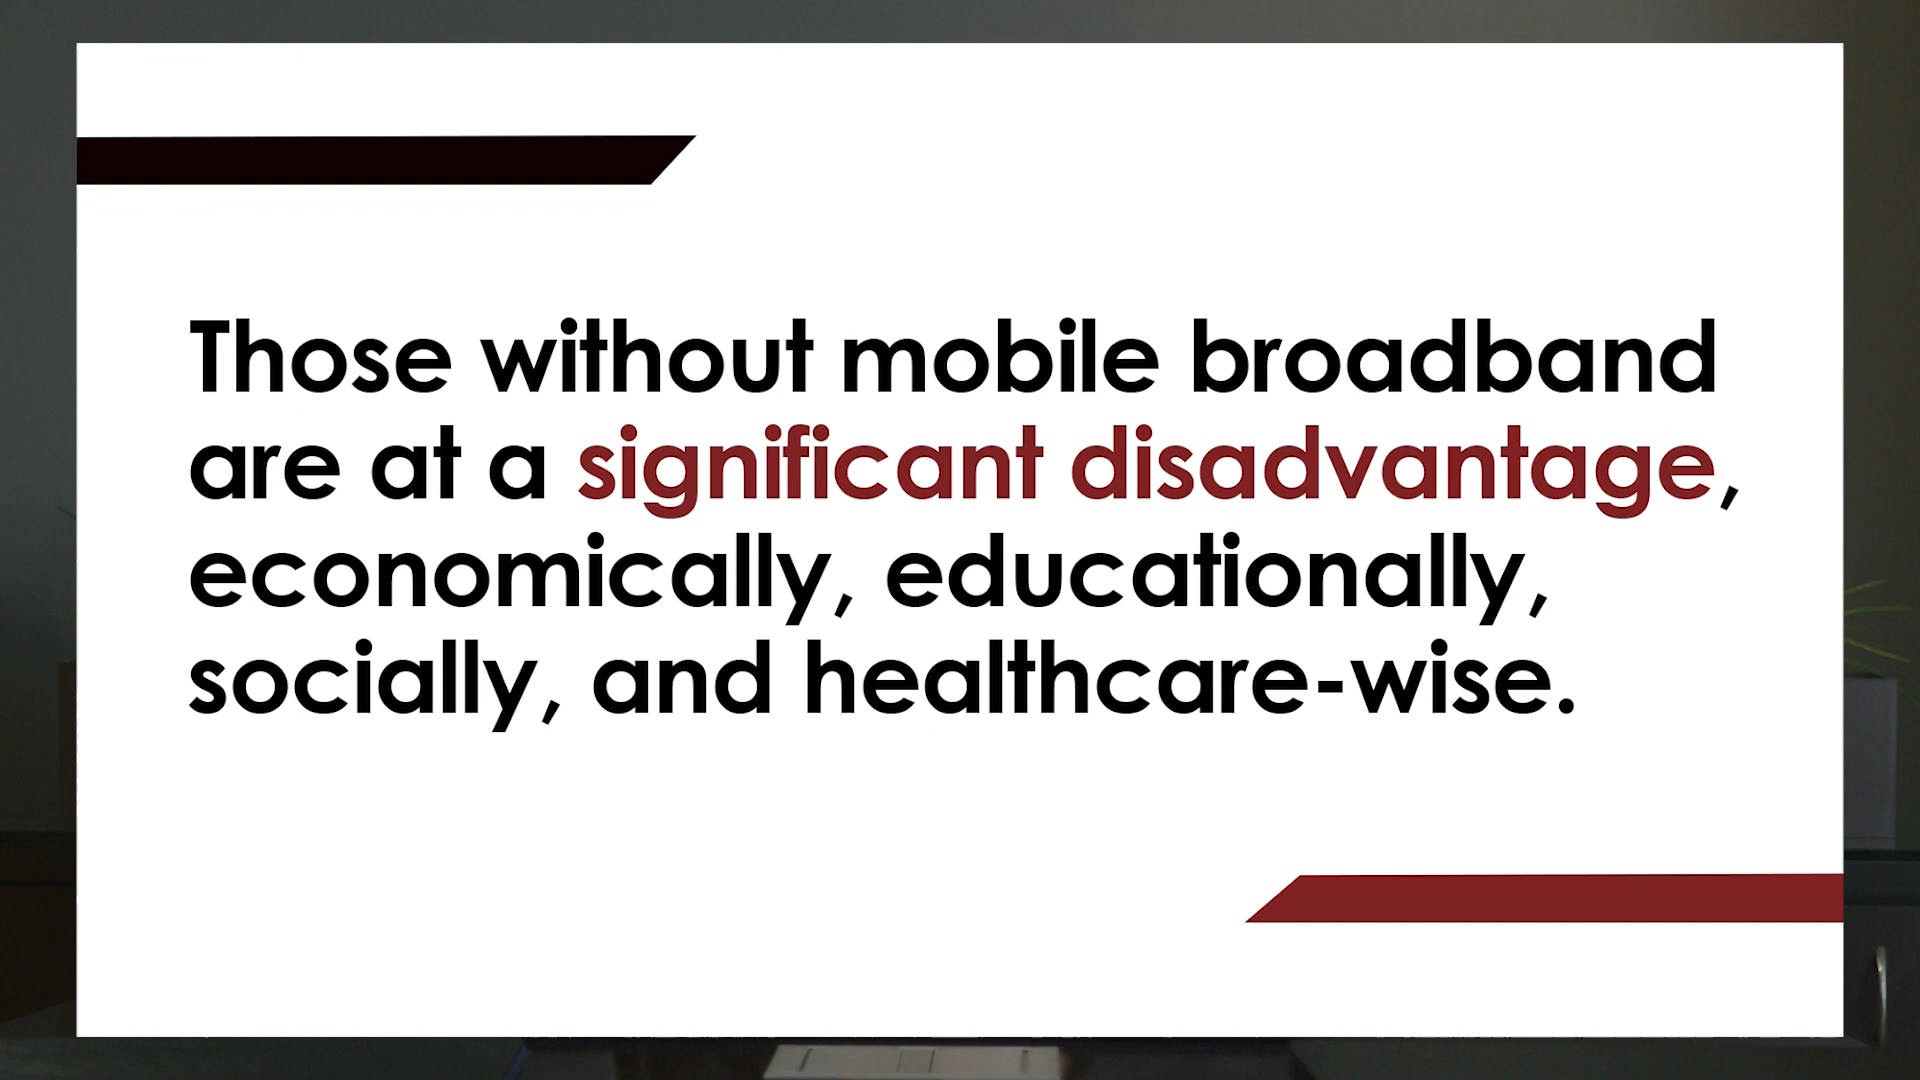 Those without mobile broadband
are at a significant disadvantage,
economically, educationally,
socially, and healthcare-wise.